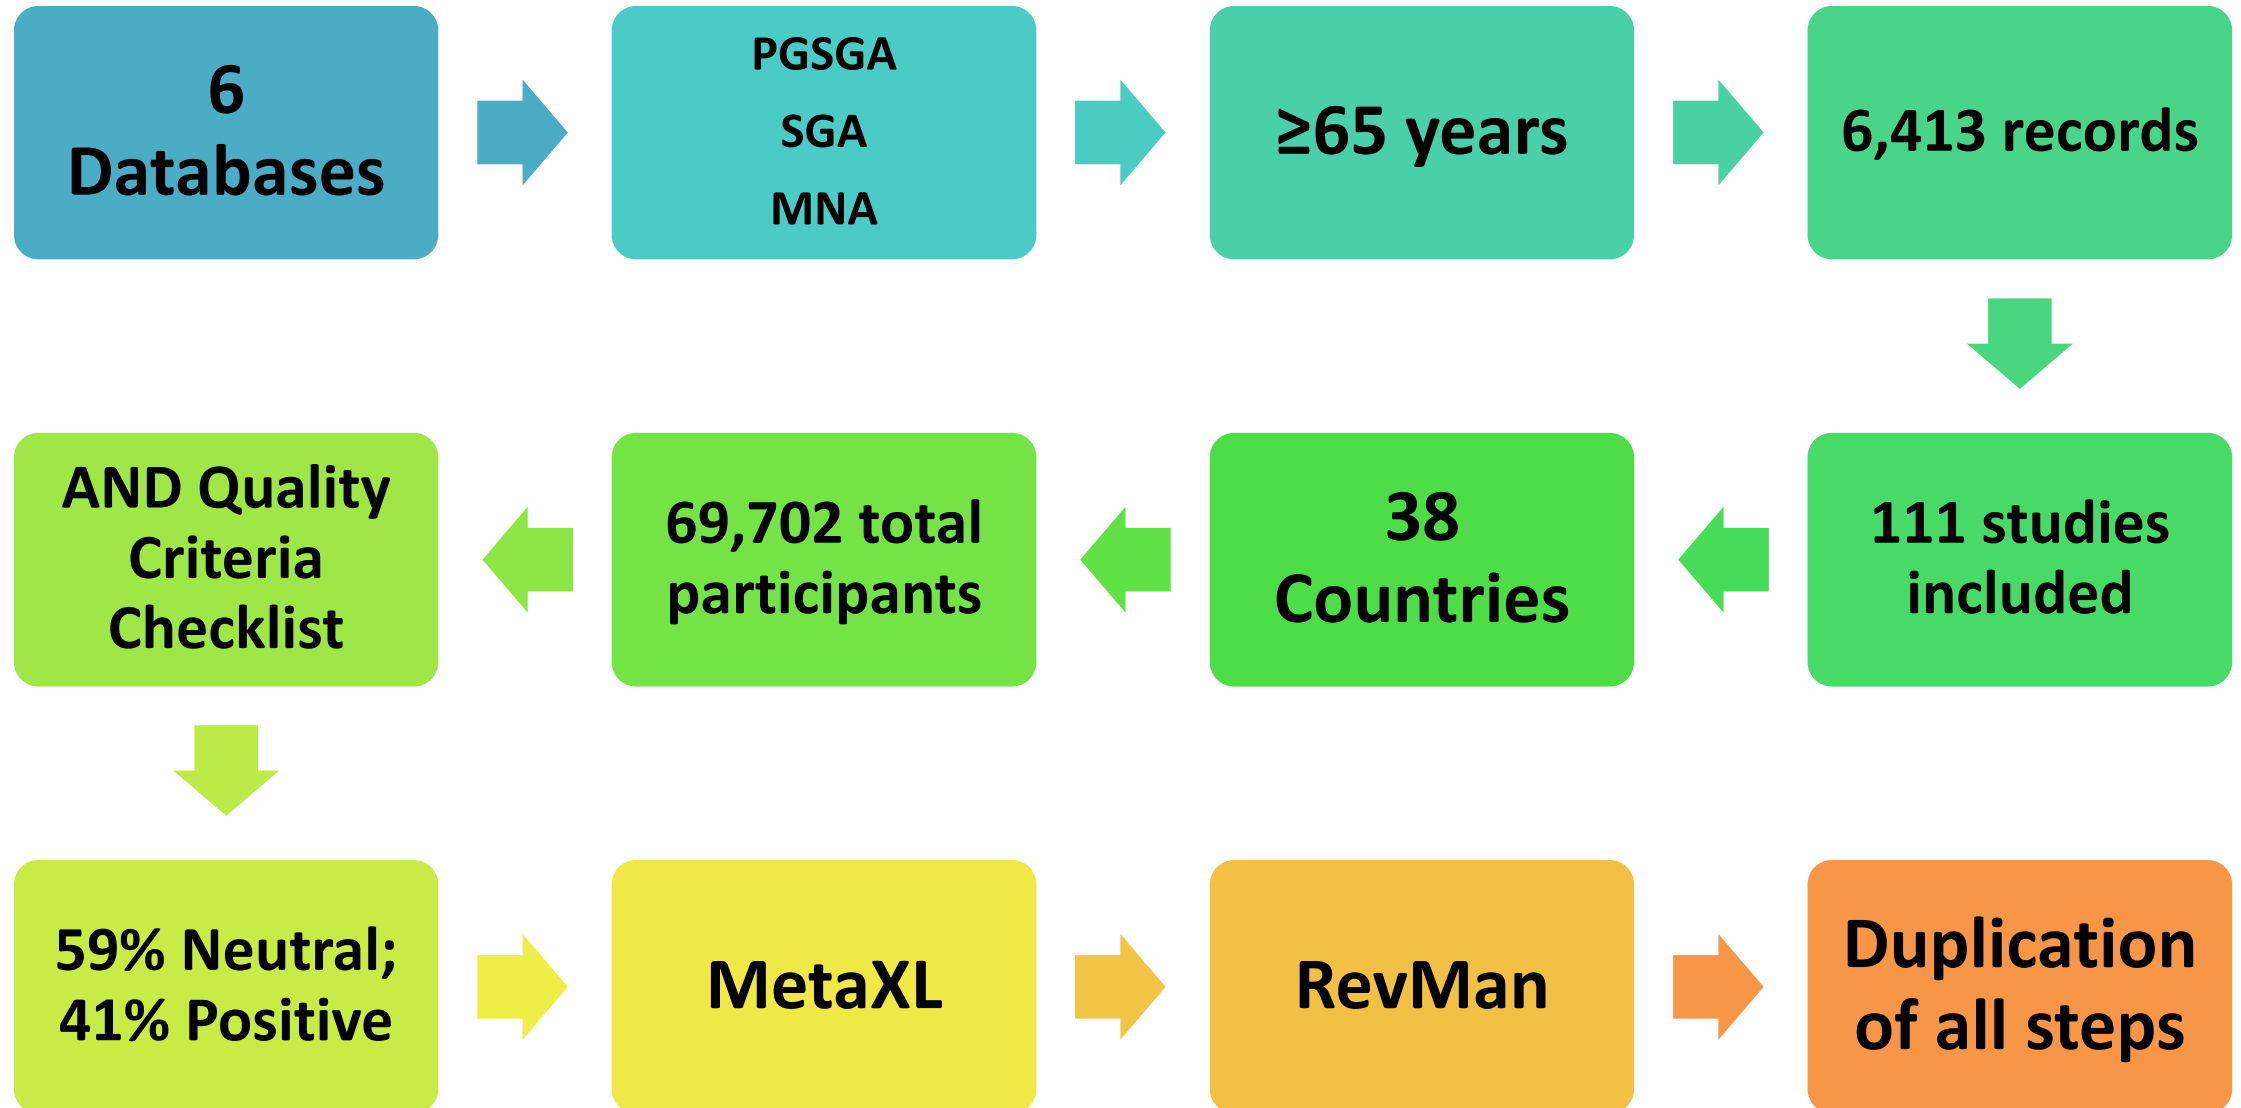 6
Databases
PGSGA
SGA
MNA
≥65 years
6,413 records
111 studies
included
38
Countries
69,702 total
participants
AND Quality
Criteria
Checklist
59% Neutral;
41% Positive
MetaXL
RevMan
Duplication
of all steps